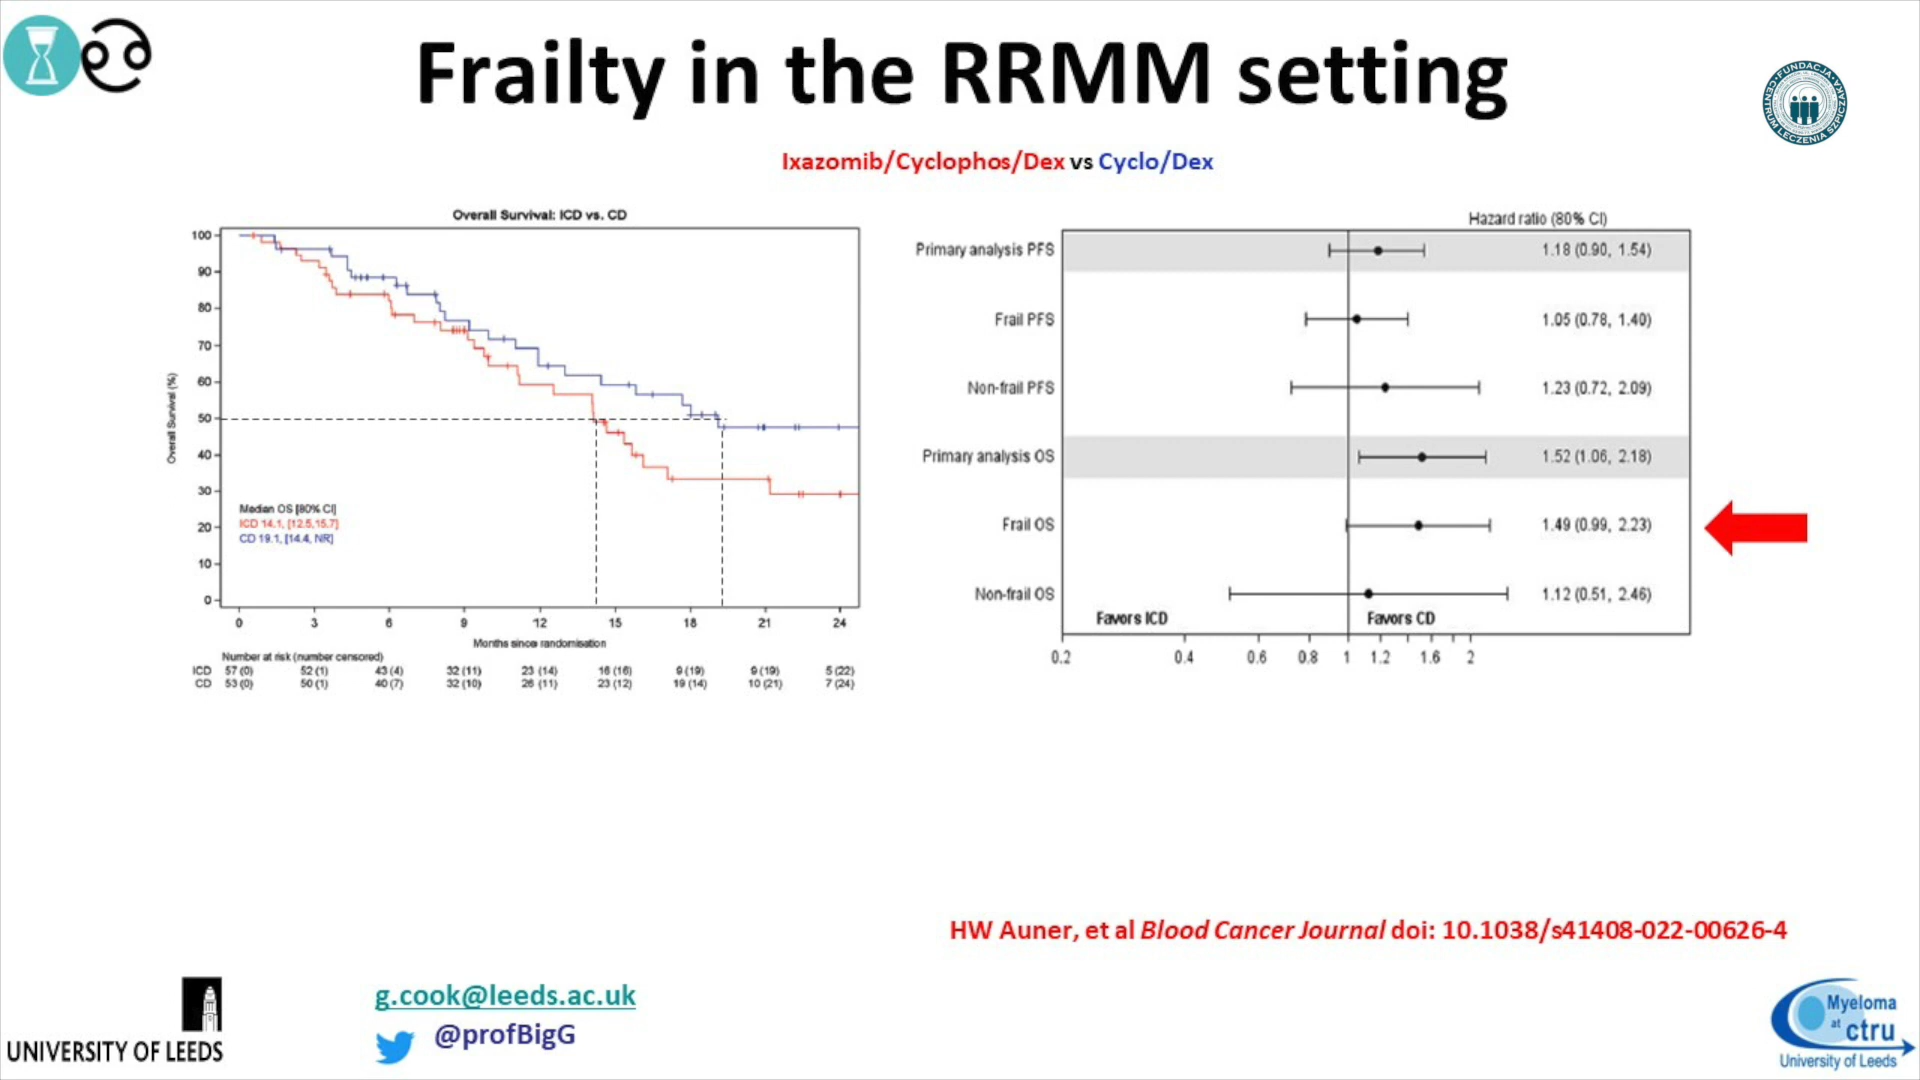 Frailty in the RRMM setting
FUNDACJA
CENTRUM LECZENIA SZPICZAKA
Ixazomib/Cyclophos/Dex vs Cyclo/Dex
Overall Survival: ICD vs. CD
Overall Survival (%)
100
90
80
70
60
50
40
30
20
10
0
Median OS [80% CI]
ICD 14.1, [12.5,15.7]
CD 19.1, [14.4, NR]
0 3 6 9 12 15 18 21 24
Months since randomisation
Number at risk (number censored)
ICD 57 (0) 52 (1) 43 (4) 32 (11) 23 (14) 16 (16) 9 (19) 9 (19) 5 (22)
CD 53 (0) 50 (1) 40 (7) 32 (10) 26 (11) 23 (12) 19 (14) 10 (21) 7 (24)
Hazard ratio (80% CI)
Primary analysis PFS 1.18 (0.90, 1.54)
Frail PFS 1.05 (0.78, 1.40)
Non-frail PFS 1.23 (0.72, 2.09)
Primary analysis OS 1.52 (1.06, 2.18)
Frail OS 1.49 (0.99, 2.23)
Non-frail OS 1.12 (0.51, 2.46)
Favors ICD Favors CD
0.2 0.4 0.6 0.8 1 1.2 1.6 2
HW Auner, et al Blood Cancer Journal doi: 10.1038/s41408-022-00626-4
UNIVERSITY OF LEEDS
g.cook@leeds.ac.uk
@profBigG
Myeloma
at ctru
University of Leeds